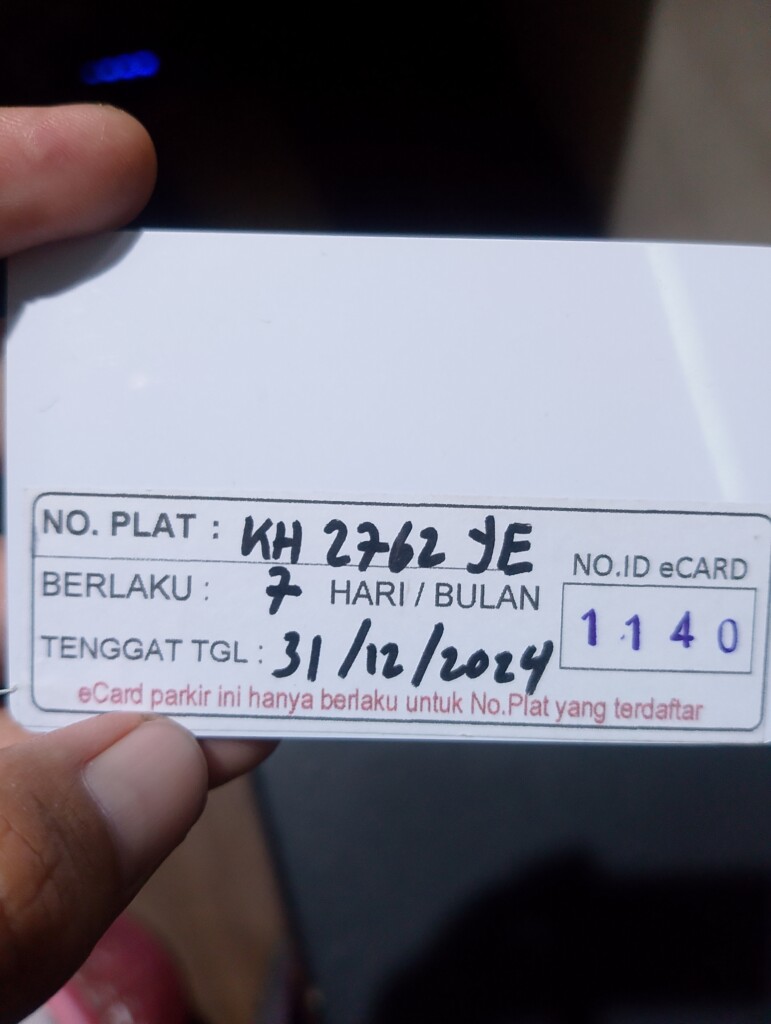 NO. PLAT : KH 2762 YE
NO.ID eCARD
BERLAKU : 7 HARI / BULAN
1140
TENGGAT TGL : 31/12/2024
eCard parkir ini hanya berlaku untuk No.Plat yang terdaftar